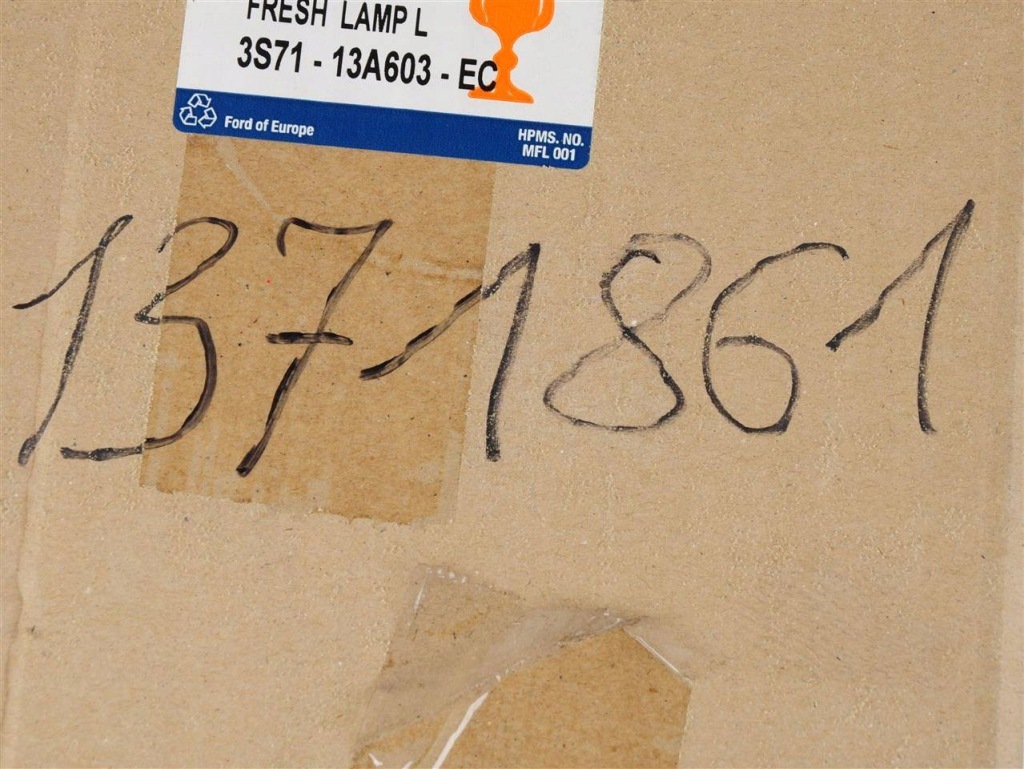 FRESH LAMP L
3S71 - 13A603 - EC
Ford of Europe
HPMS. NO.
MFL 001
1371861